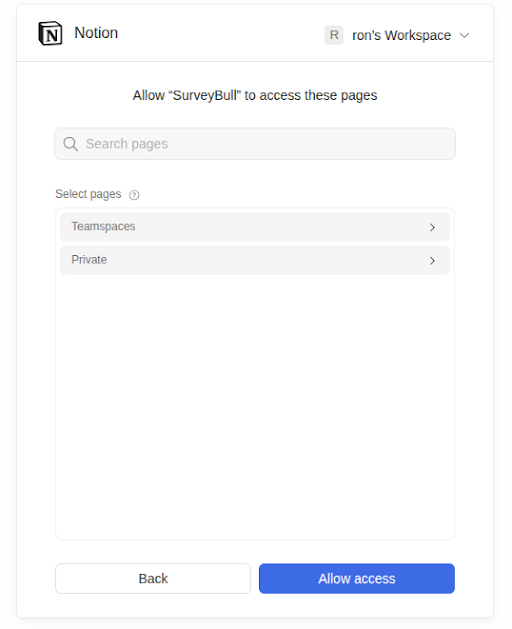 Notion
R ron's Workspace
Allow “SurveyBull” to access these pages
Search pages
Select pages
Teamspaces
Private
Back
Allow access